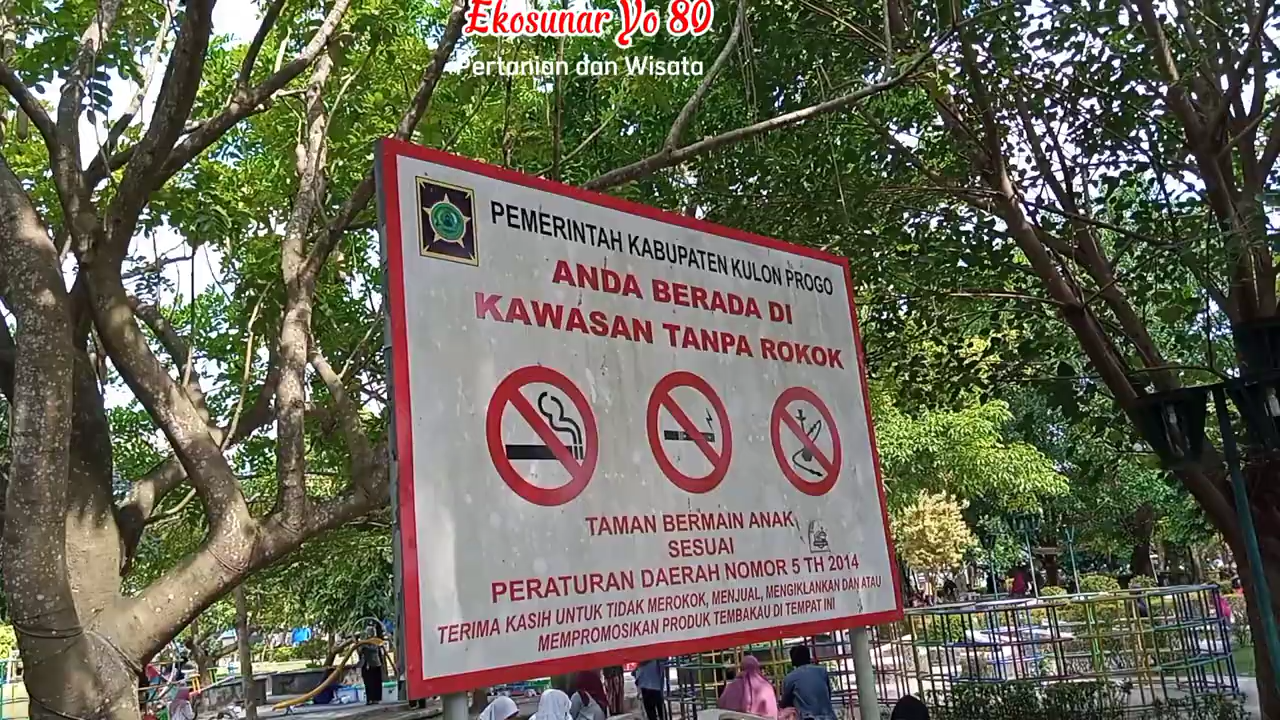 Ekosunar Yo 89
Pertanian dan Wisata
PEMERINTAH KABUPATEN KULON PROGO
ANDA BERADA DI
KAWASAN TANPA ROKOK
TAMAN BERMAIN ANAK
SESUAI
PERATURAN DAERAH NOMOR 5 TH 2014
TERIMA KASIH UNTUK TIDAK MEROKOK, MENJUAL, MENGIKLANKAN DAN ATAU
MEMPROMOSIKAN PRODUK TEMBAKAU DI TEMPAT INI